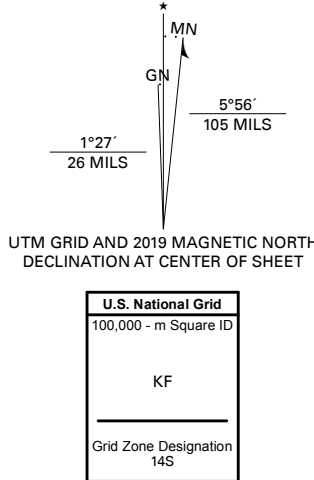 ★
MN
GN
5°56´
105 MILS
1°27´
26 MILS
UTM GRID AND 2019 MAGNETIC NORTH
DECLINATION AT CENTER OF SHEET
U.S. National Grid
100,000 - m Square ID
KF
Grid Zone Designation
14S